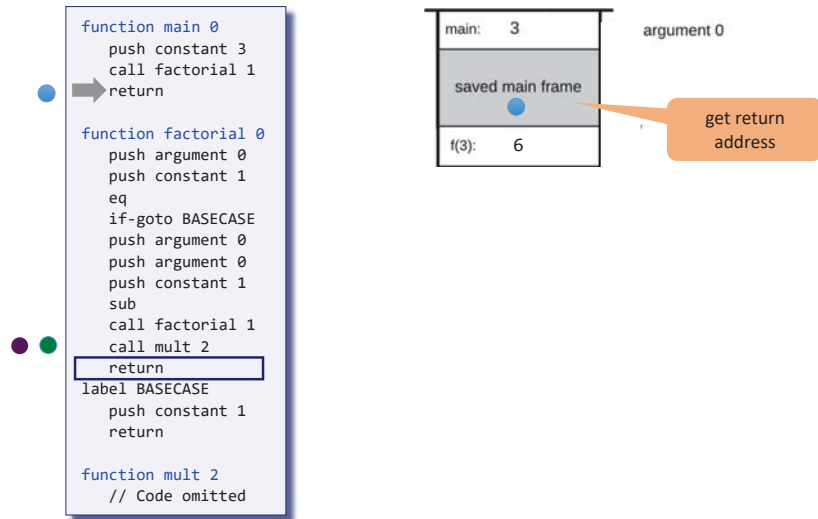 function main 0
push constant 3
call factorial 1
return
function factorial 0
push argument 0
push constant 1
eq
if-goto BASECASE
push argument 0
push argument 0
push constant 1
sub
call factorial 1
call mult 2
return
label BASECASE
push constant 1
return
function mult 2
// Code omitted
main: 3
argument 0
saved main frame
get return
address
f(3): 6